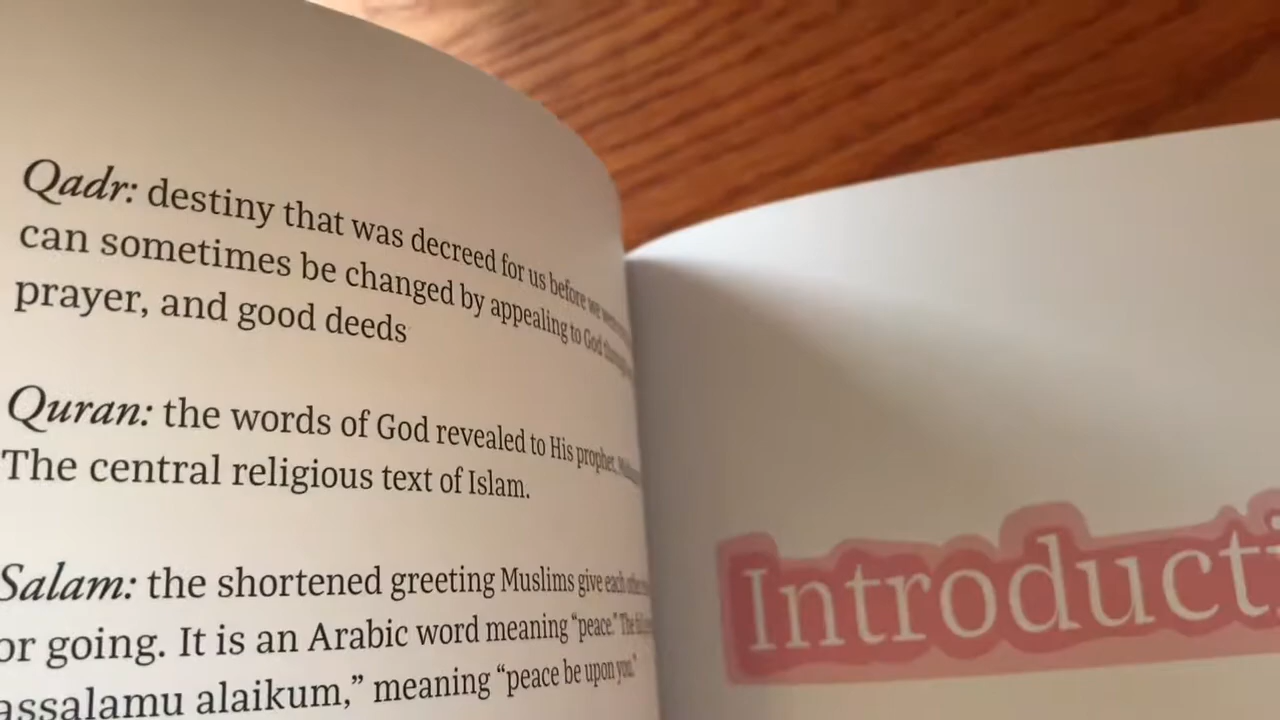 Qadr: destiny that was decreed for us before we
can sometimes be changed by appealing to God
prayer, and good deeds
Quran: the words of God revealed to His prophet,
The central religious text of Islam.
Salam: the shortened greeting Muslims give each other
or going. It is an Arabic word meaning “peace.” The
assalamu alaikum,” meaning “peace be upon you.”
Introducti